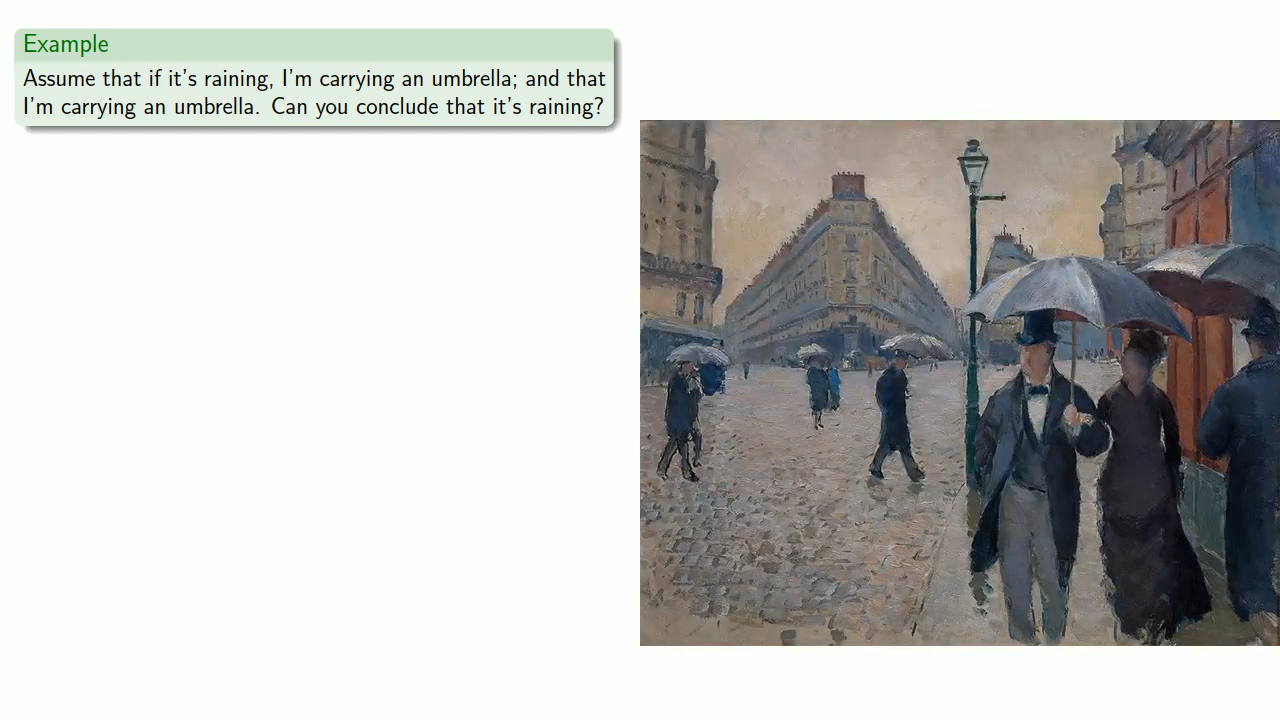 Example
Assume that if it's raining, I'm carrying an umbrella; and that
I'm carrying an umbrella. Can you conclude that it's raining?